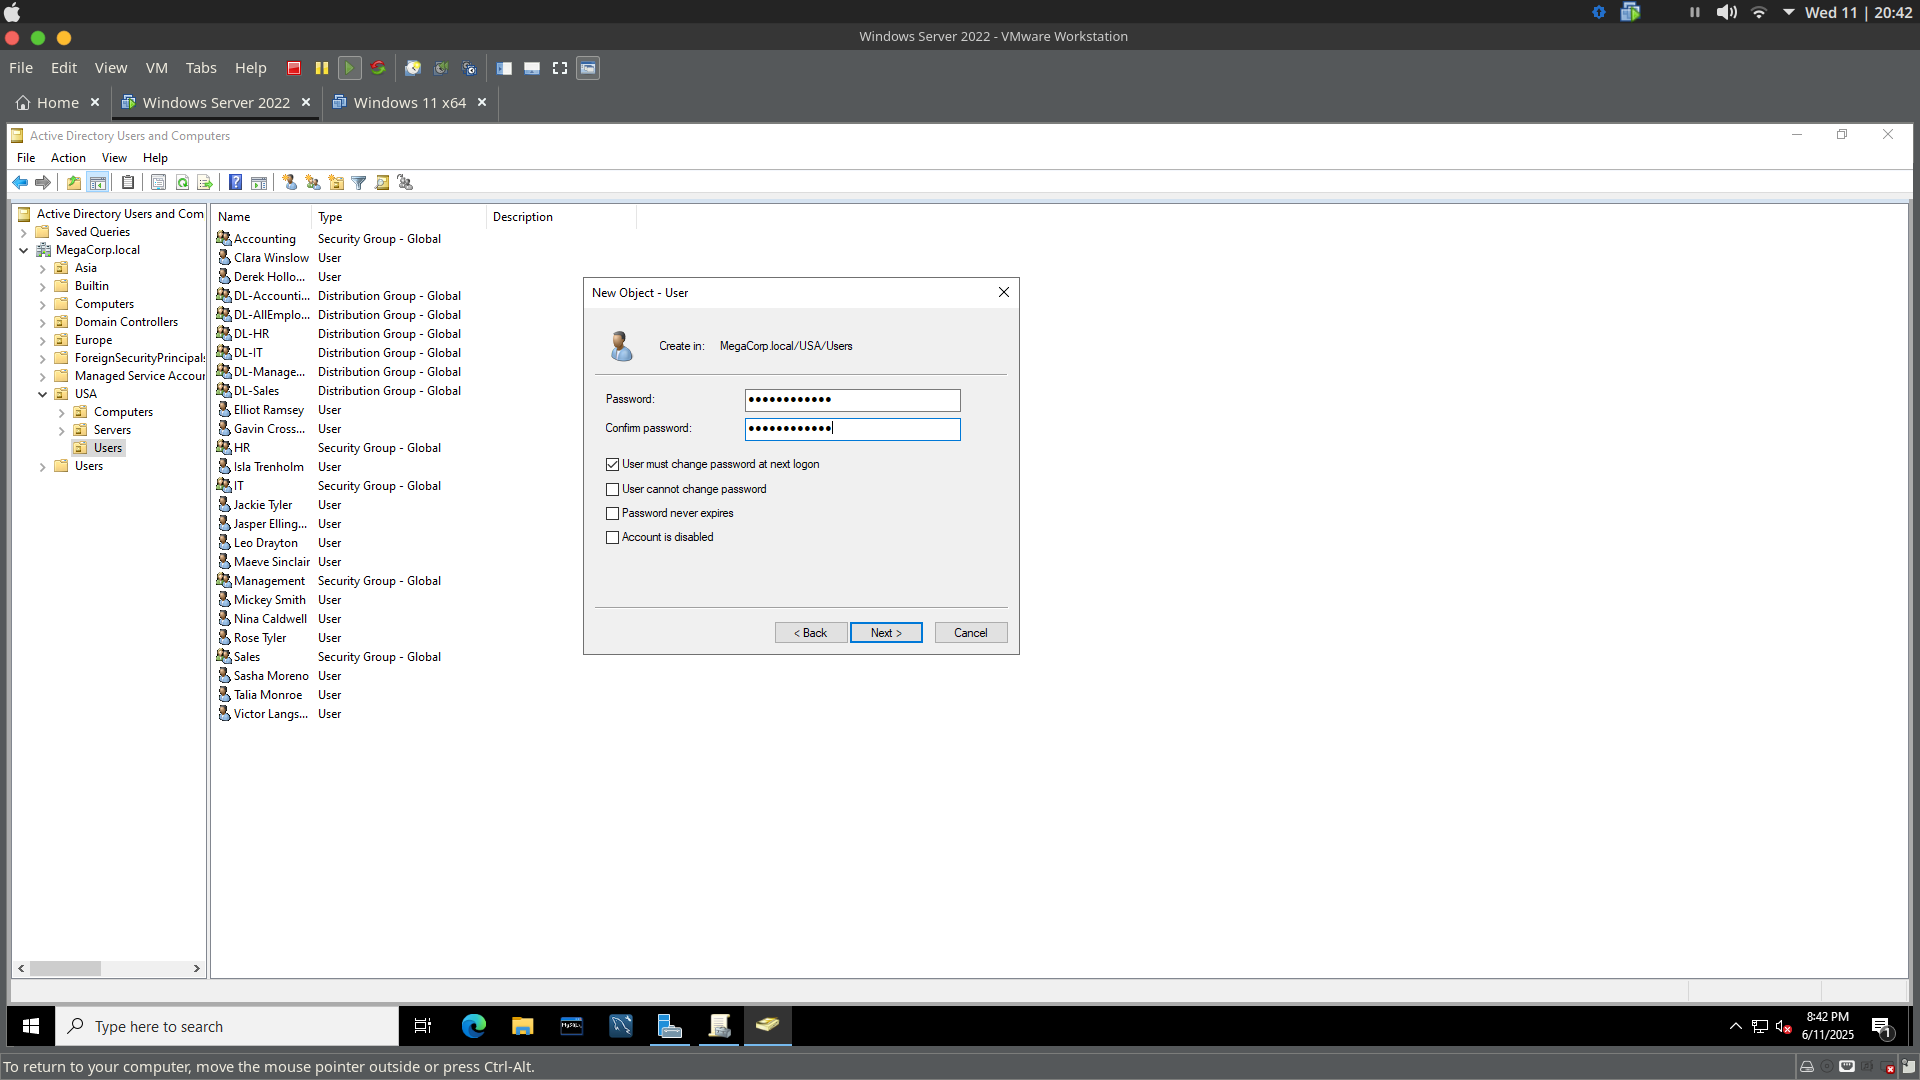 Wed 11 | 20:42
Windows Server 2022 - VMware Workstation
File Edit View VM Tabs Help
Home Windows Server 2022 Windows 11 x64
Active Directory Users and Computers
File Action View Help
Active Directory Users and Com
Saved Queries
MegaCorp.local
Asia
Builtin
Computers
Domain Controllers
Europe
ForeignSecurityPrincipals
Managed Service Accour
USA
Computers
Servers
Users
Users
Name Type Description
Accounting Security Group - Global
Clara Winslow User
Derek Hollo... User
DL-Accounti... Distribution Group - Global
DL-AllEmplo... Distribution Group - Global
DL-HR Distribution Group - Global
DL-IT Distribution Group - Global
DL-Manage... Distribution Group - Global
DL-Sales Distribution Group - Global
Elliot Ramsey User
Gavin Cross... User
HR Security Group - Global
Isla Trenholm User
IT Security Group - Global
Jackie Tyler User
Jasper Elling... User
Leo Drayton User
Maeve Sinclair User
Management Security Group - Global
Mickey Smith User
Nina Caldwell User
Rose Tyler User
Sales Security Group - Global
Sasha Moreno User
Talia Monroe User
Victor Langs... User
New Object - User
Create in: MegaCorp.local/USA/Users
Password: ••••••••••••
Confirm password: ••••••••••••
User must change password at next logon
User cannot change password
Password never expires
Account is disabled
< Back Next > Cancel
Type here to search
MySQL
8:42 PM
6/11/2025
1
To return to your computer, move the mouse pointer outside or press Ctrl-Alt.